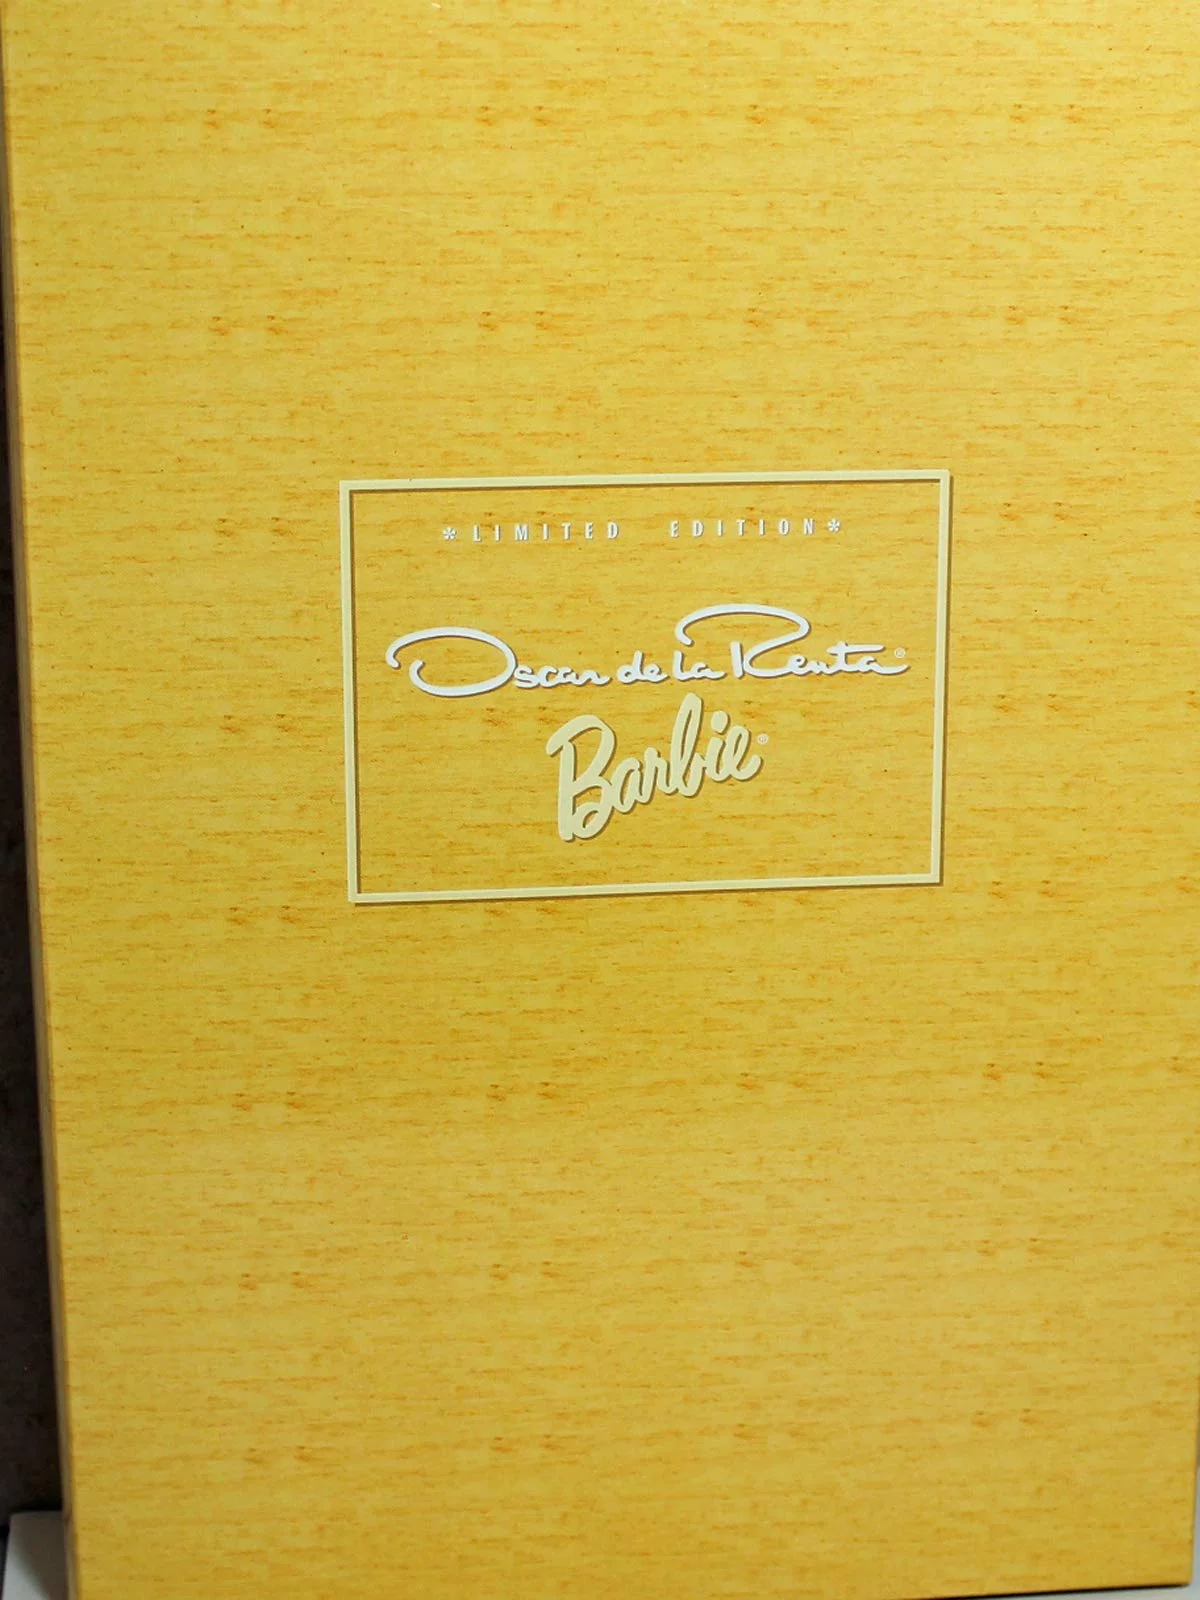 *LIMITED EDITION*
Oscar de la Renta®
Barbie®